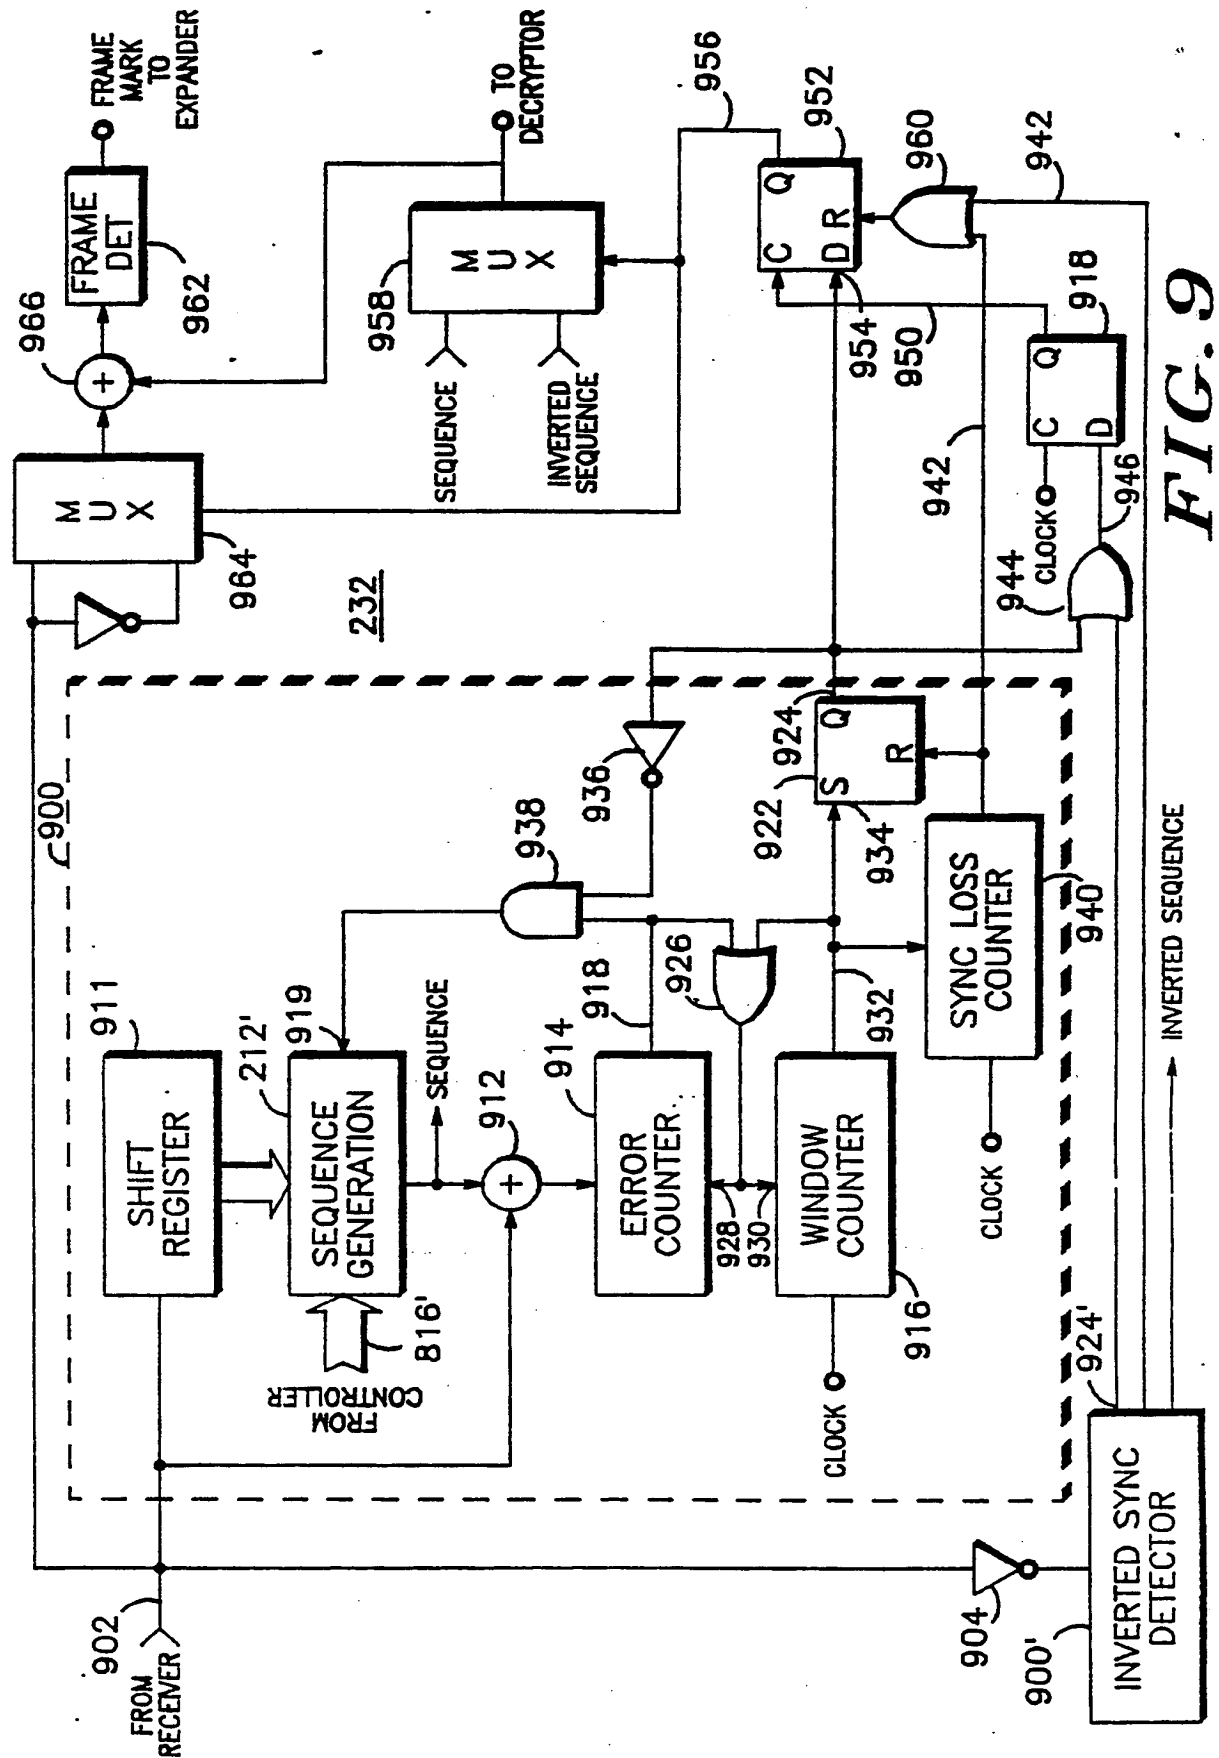 FRAME
MARK
TO
EXPANDER
FRAME
DET
962
966
MUX
964
TO
DECRYPTOR
MUX
958
SEQUENCE
INVERTED
SEQUENCE
956
952
C
Q
D
R
954
950
960
942
942
918
C
Q
D
CLOCK
944
946
232
900
911
SHIFT
REGISTER
212'
919
SEQUENCE
GENERATION
816'
FROM
CONTROLLER
SEQUENCE
912
938
936
914
918
ERROR
COUNTER
926
928
930
WINDOW
COUNTER
916
CLOCK
932
922
924
S
Q
R
934
SYNC LOSS
COUNTER
940
CLOCK
902
FROM
RECEIVER
904
900'
INVERTED SYNC
DETECTOR
924'
INVERTED SEQUENCE
FIG. 9